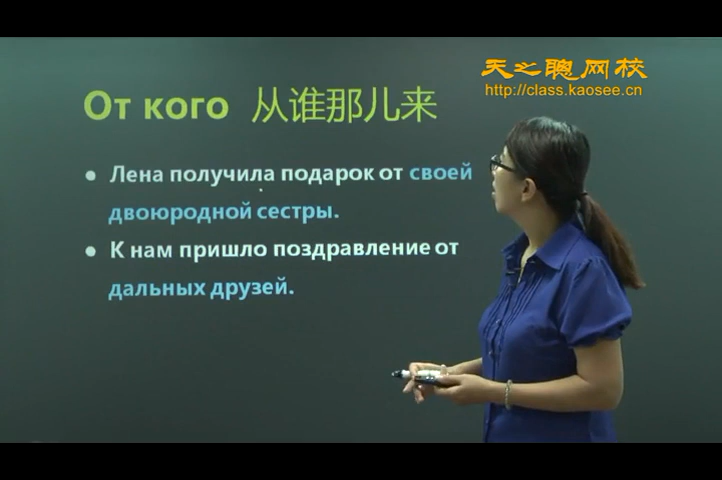 天之聰网校
http://class.kaosee.cn
От кого 从谁那儿来
Лена получила подарок от своей
двоюродной сестры.
К нам пришло поздравление от
дальных друзей.